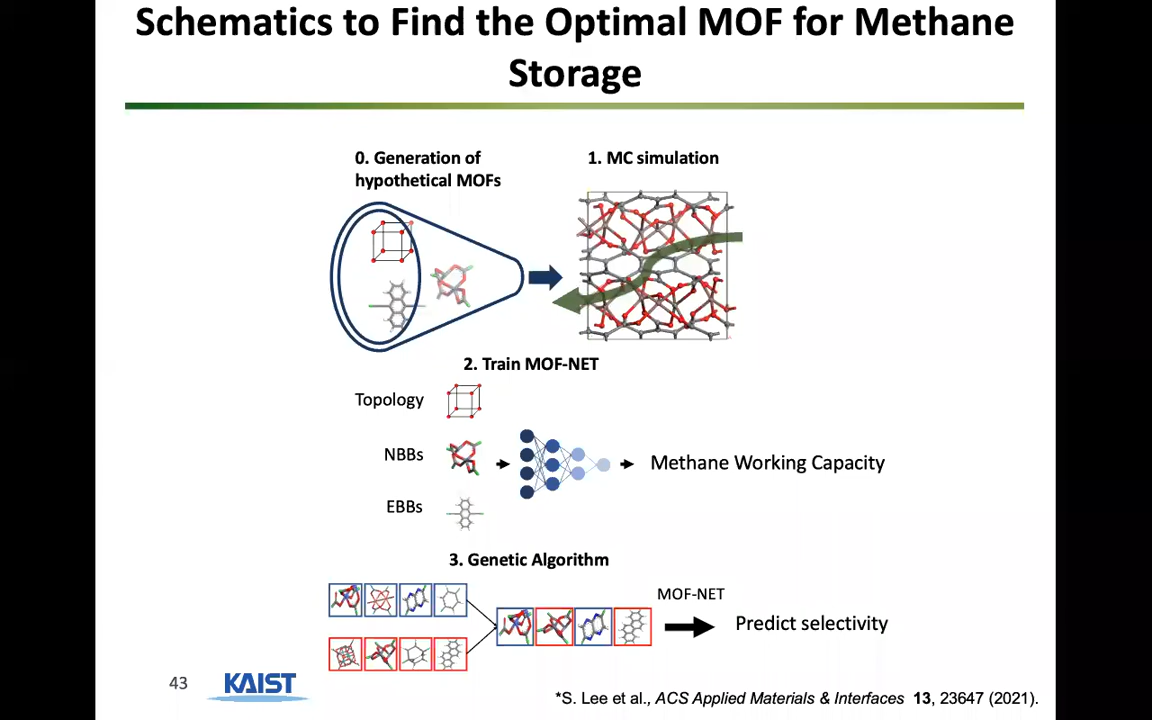 Schematics to Find the Optimal MOF for Methane
Storage
0. Generation of
hypothetical MOFs
1. MC simulation
2. Train MOF-NET
Topology
NBBs
EBBs
Methane Working Capacity
3. Genetic Algorithm
MOF-NET
Predict selectivity
43
KAIST
*S. Lee et al., ACS Applied Materials & Interfaces 13, 23647 (2021).